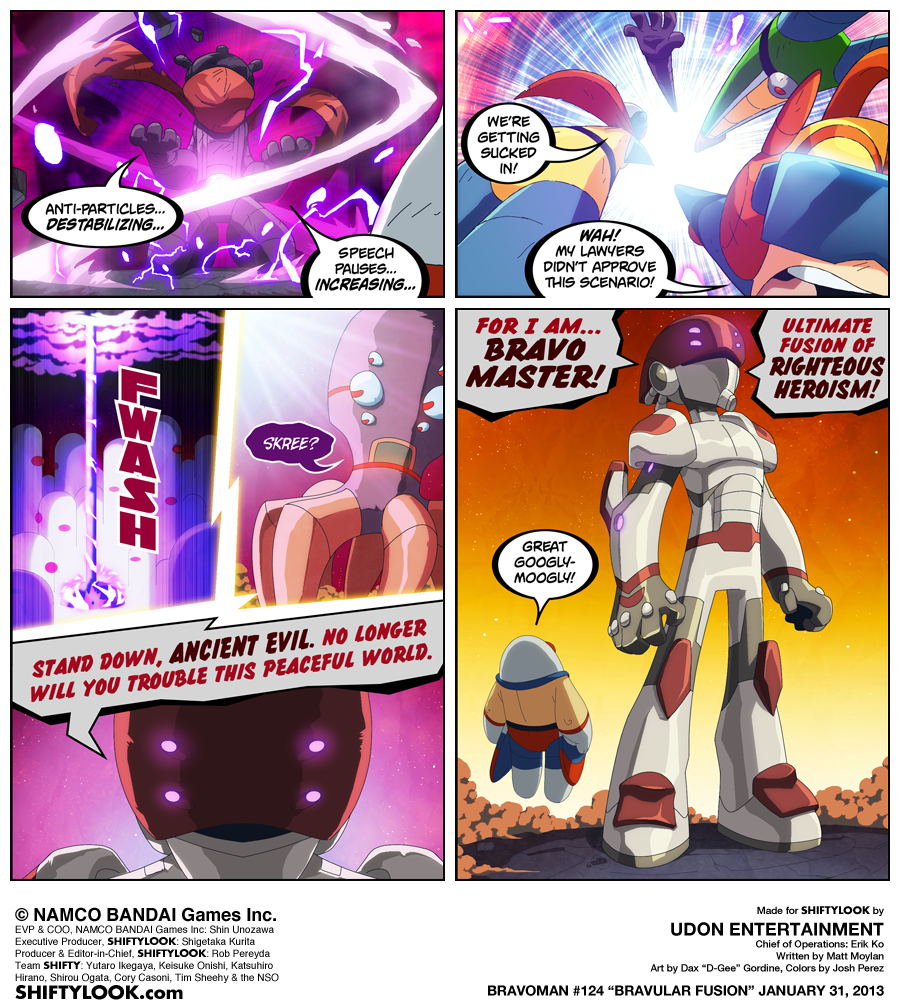 ANTI-PARTICLES...
DESTABILIZING...
SPEECH
PAUSES...
INCREASING...
WE'RE
GETTING
SUCKED
IN!
WAH!
MY LAWYERS
DIDN'T APPROVE
THIS SCENARIO!
FWASH
SKREE?
STAND DOWN, ANCIENT EVIL. NO LONGER
WILL YOU TROUBLE THIS PEACEFUL WORLD.
FOR I AM...
BRAVO
MASTER!
ULTIMATE
FUSION OF
RIGHTEOUS
HEROISM!
GREAT
GOOGLY-
MOOGLY!
© NAMCO BANDAI Games Inc.
EVP & COO, NAMCO BANDAI Games Inc: Shin Unozawa
Executive Producer, SHIFTYLOOK: Shigetaka Kurita
Producer & Editor-in-Chief, SHIFTYLOOK: Rob Pereyda
Team SHIFTY: Yutaro Ikegaya, Keisuke Onishi, Katsuhiro
Hirano, Shirou Ogata, Cory Casoni, Tim Sheehy & the NSO
SHIFTYLOOK.com
Made for SHIFTYLOOK by
UDON ENTERTAINMENT
Chief of Operations: Erik Ko
Written by Matt Moylan
Art by Dax "D-Gee" Gordine, Colors by Josh Perez
BRAVOMAN #124 "BRAVULAR FUSION" JANUARY 31, 2013